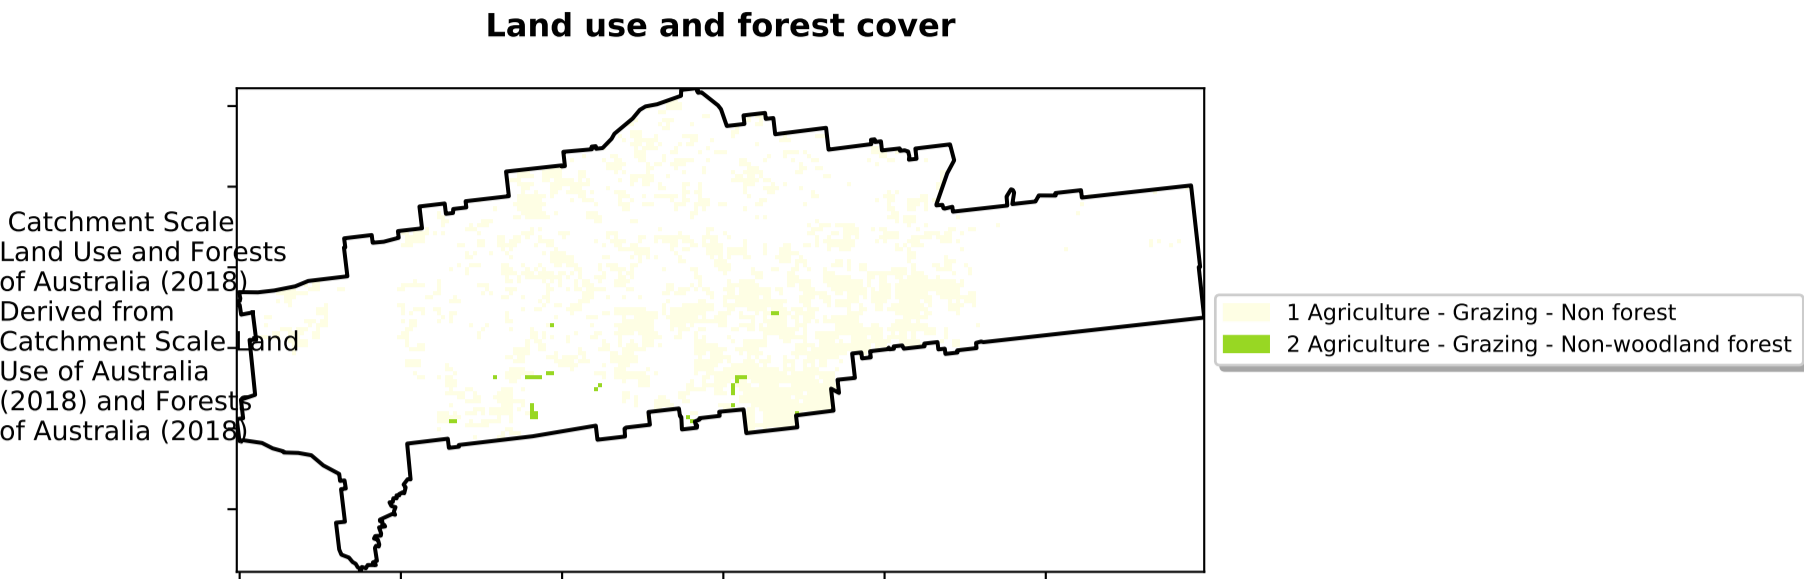 Land use and forest cover
Catchment Scale
Land Use and Forests
of Australia (2018)
Derived from
Catchment Scale Land
Use of Australia
(2018) and Forests
of Australia (2018)
1 Agriculture - Grazing - Non forest
2 Agriculture - Grazing - Non-woodland forest